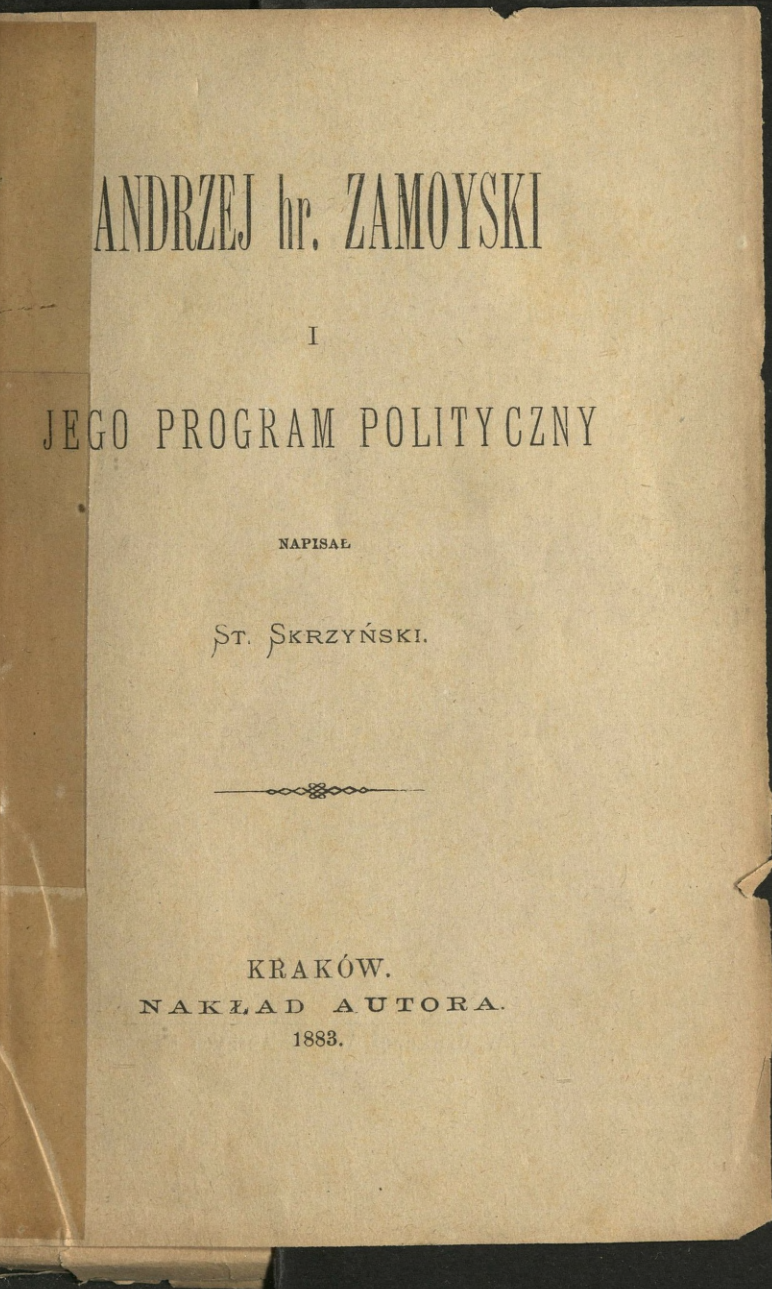 ANDRZEJ hr. ZAMOYSKI
I
JEGO PROGRAM POLITYCZNY
NAPISAŁ
ST. SKRZYŃSKI.
KRAKÓW.
NAKŁAD AUTORA.
1883.